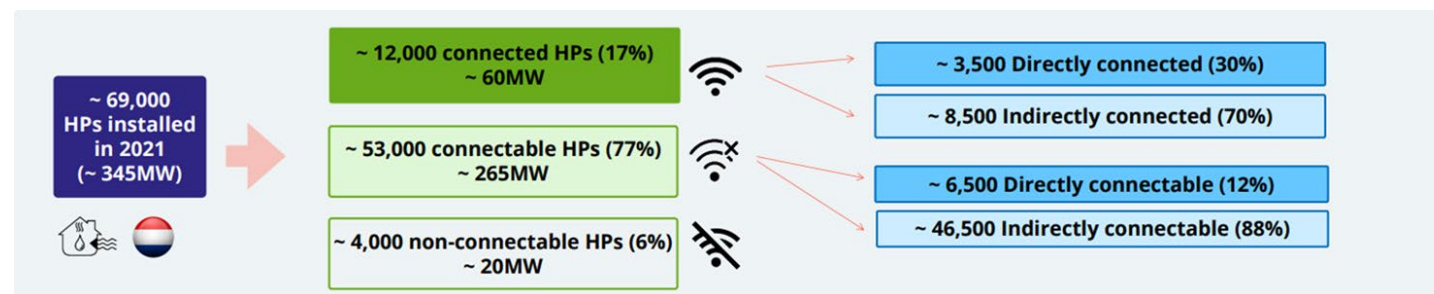 ~ 69,000
HPs installed
in 2021
(~ 345MW)
~ 12,000 connected HPs (17%)
~ 60MW
~ 53,000 connectable HPs (77%)
~ 265MW
~ 4,000 non-connectable HPs (6%)
~ 20MW
~ 3,500 Directly connected (30%)
~ 8,500 Indirectly connected (70%)
~ 6,500 Directly connectable (12%)
~ 46,500 Indirectly connectable (88%)